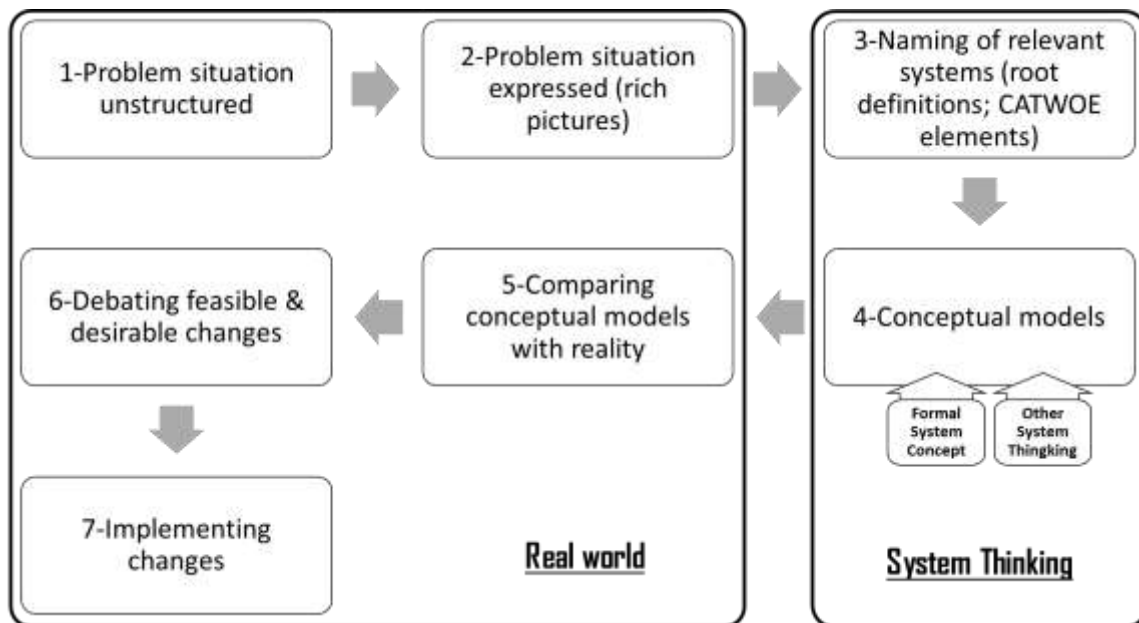 1-Problem situation
unstructured
2-Problem situation
expressed (rich
pictures)
3-Naming of relevant
systems (root
definitions; CATWOE
elements)
6-Debating feasible &
desirable changes
5-Comparing
conceptual models
with reality
4-Conceptual models
Formal
System
Concept
Other
System
Thingking
7-Implementing
changes
Real world
System Thinking